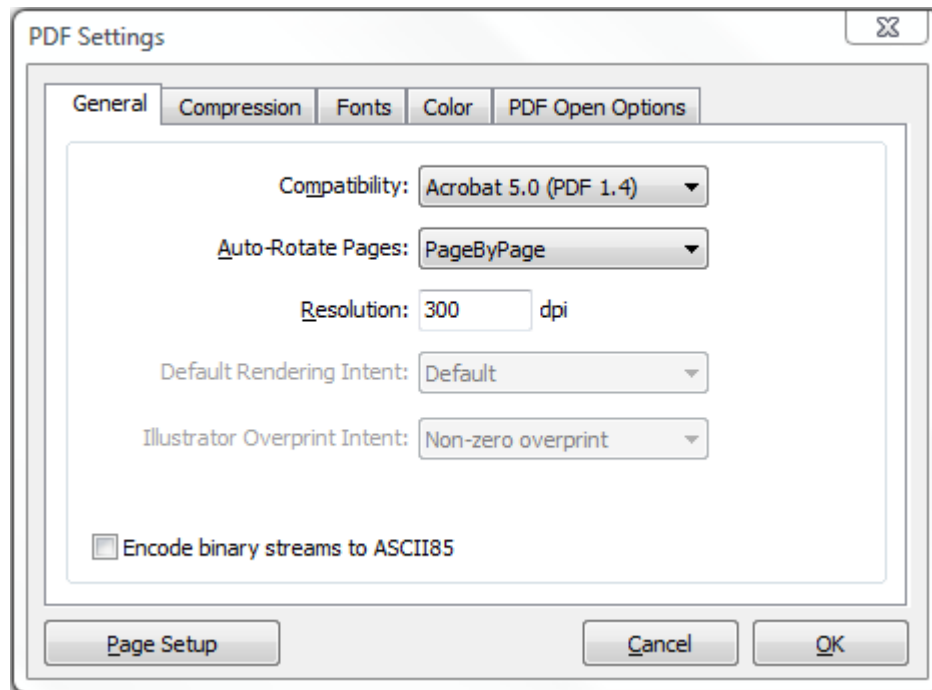 PDF Settings
General Compression Fonts Color PDF Open Options
Compatibility: Acrobat 5.0 (PDF 1.4)
Auto-Rotate Pages: PageByPage
Resolution: 300 dpi
Default Rendering Intent: Default
Illustrator Overprint Intent: Non-zero overprint
Encode binary streams to ASCII85
Page Setup Cancel OK